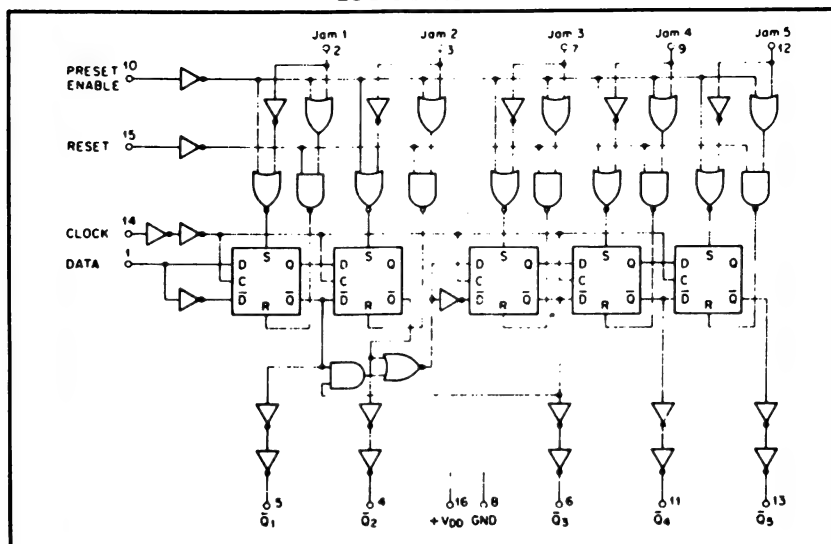 Jam 1 Jam 2 Jam 3 Jam 4 Jam 5
2 3 7 9 12
PRESET ENABLE 10
RESET 15
CLOCK 14
DATA 1
S S S S S
D Q D Q D Q D Q D Q
C C C C C
D̄ Q̄ D̄ Q̄ D̄ Q̄ D̄ Q̄ D̄ Q̄
R R R R R
5 4 16 8 6 11 13
Q̄1 Q̄2 +VDD GND Q̄3 Q̄4 Q̄5